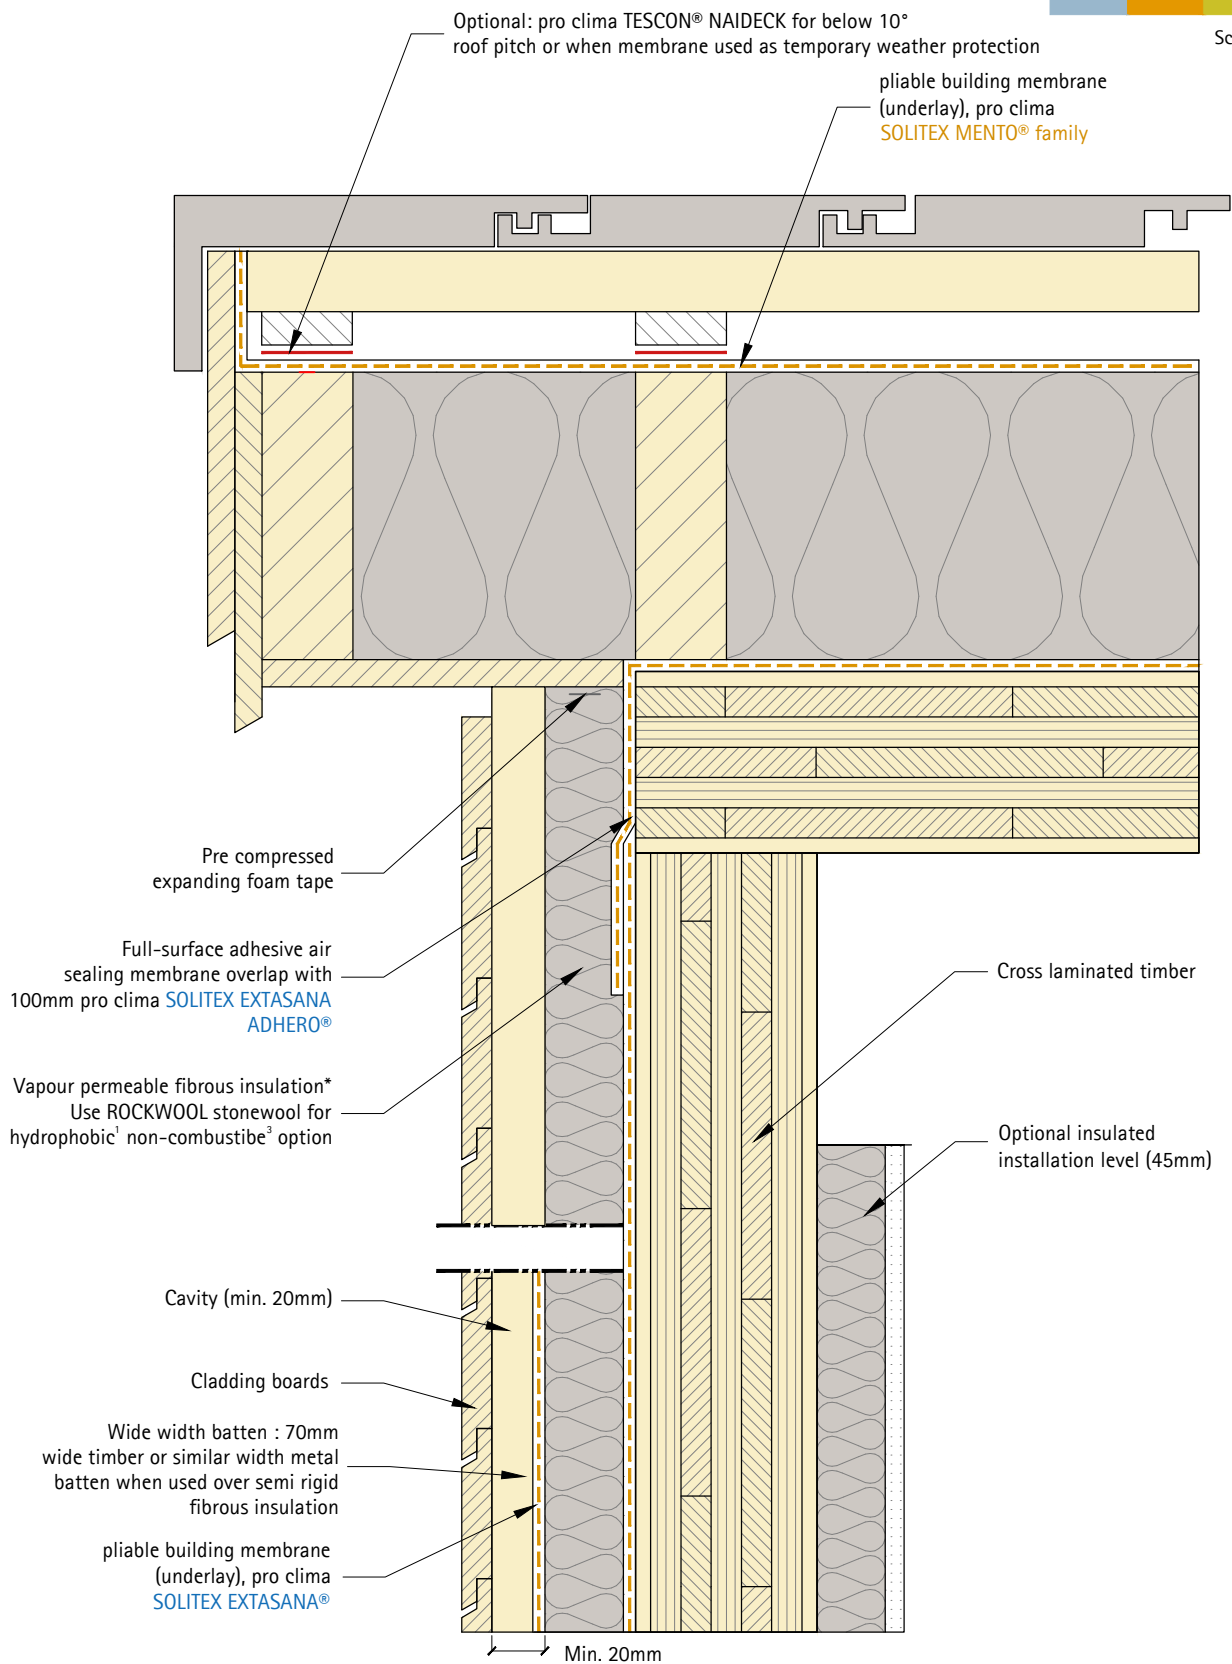 Optional: pro clima TESCON® NAIDECK for below 10°
roof pitch or when membrane used as temporary weather protection
Sc
pliable building membrane
(underlay), pro clima
SOLITEX MENTO® family
Pre compressed
expanding foam tape
Full-surface adhesive air
sealing membrane overlap with
100mm pro clima SOLITEX EXTASANA
ADHERO®
Cross laminated timber
Vapour permeable fibrous insulation*
Use ROCKWOOL stonewool for
hydrophobic¹ non-combustibe³ option
Optional insulated
installation level (45mm)
Cavity (min. 20mm)
Cladding boards
Wide width batten : 70mm
wide timber or similar width metal
batten when used over semi rigid
fibrous insulation
pliable building membrane
(underlay), pro clima
SOLITEX EXTASANA®
Min. 20mm